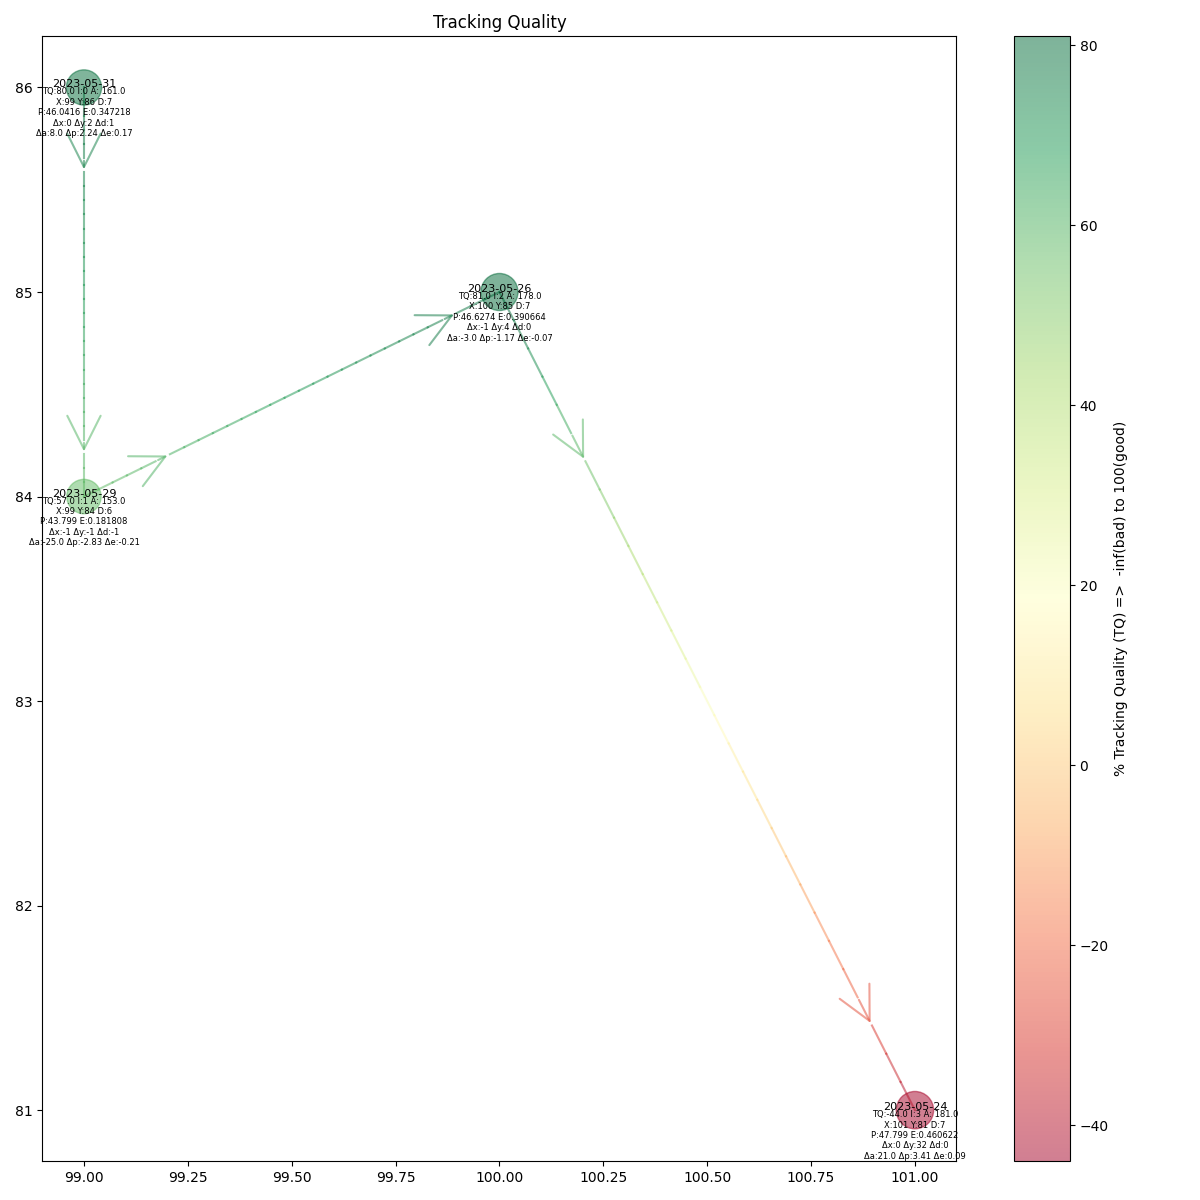 Tracking Quality
86
85
84
83
82
81
2023-05-31
TQ:80.0 I:0 A: 161.0
X:99 Y:86 D:7
P:46.0416 E:0.347218
Δx:0 Δy:2 Δd:1
Δa:8.0 Δp:2.24 Δe:0.17
2023-05-26
TQ:81.0 I:2 A: 178.0
X:100 Y:85 D:7
P:46.6274 E:0.390664
Δx:-1 Δy:4 Δd:0
Δa:-3.0 Δp:-1.17 Δe:-0.07
2023-05-29
TQ:57.0 I:1 A: 153.0
X:99 Y:84 D:6
P:43.799 E:0.181808
Δx:-1 Δy:-1 Δd:-1
Δa:-25.0 Δp:-2.83 Δe:-0.21
2023-05-24
TQ:-44.0 I:3 A: 181.0
X:101 Y:81 D:7
P:47.799 E:0.460622
Δx:0 Δy:32 Δd:0
Δa:21.0 Δp:3.41 Δe:0.09
99.00 99.25 99.50 99.75 100.00 100.25 100.50 100.75 101.00
80
60
40
20
0
−20
−40
% Tracking Quality (TQ) =>  -inf(bad) to 100(good)